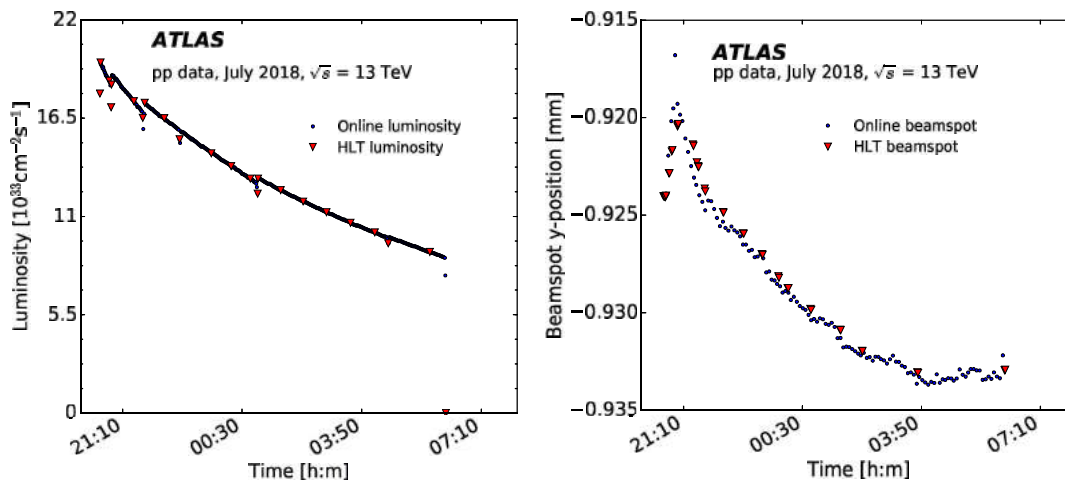 ATLAS
pp data, July 2018, √s = 13 TeV
Online luminosity
HLT luminosity
Luminosity [10³³cm⁻²s⁻¹]
22
16.5
11
5.5
0
21:10
00:30
03:50
07:10
Time [h:m]
ATLAS
pp data, July 2018, √s = 13 TeV
Online beamspot
HLT beamspot
Beamspot y-position [mm]
−0.915
−0.920
−0.925
−0.930
−0.935
21:10
00:30
03:50
07:10
Time [h:m]